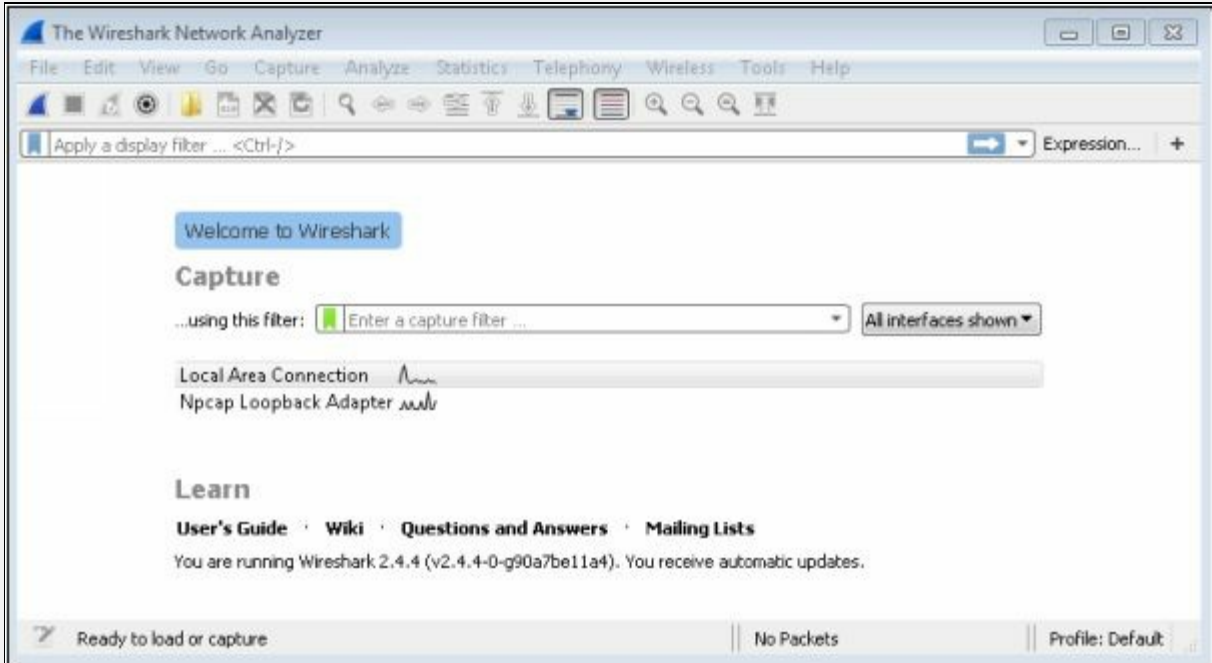 The Wireshark Network Analyzer
File Edit View Go Capture Analyze Statistics Telephony Wireless Tools Help
Apply a display filter ... <Ctrl-/> Expression... +
Welcome to Wireshark
Capture
...using this filter: Enter a capture filter ... All interfaces shown
Local Area Connection
Npcap Loopback Adapter
Learn
User's Guide · Wiki · Questions and Answers · Mailing Lists
You are running Wireshark 2.4.4 (v2.4.4-0-g90a7be11a4). You receive automatic updates.
Ready to load or capture No Packets Profile: Default